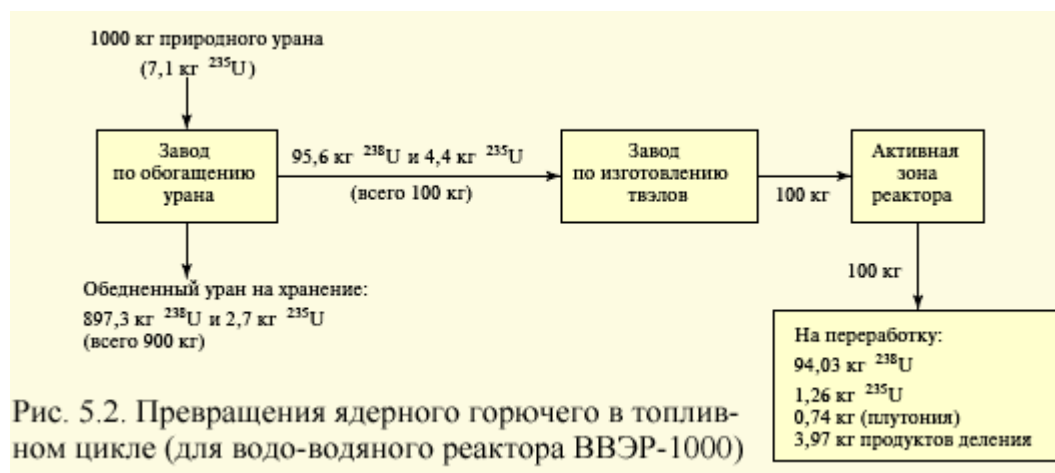 1000 кг природного урана
(7,1 кг ²³⁵U)
Завод
по обогащению
урана
95,6 кг ²³⁸U и 4,4 кг ²³⁵U
(всего 100 кг)
Завод
по изготовлению
твэлов
100 кг
Активная
зона
реактора
100 кг
Обедненный уран на хранение:
897,3 кг ²³⁸U и 2,7 кг ²³⁵U
(всего 900 кг)
На переработку:
94,03 кг ²³⁸U
1,26 кг ²³⁵U
0,74 кг (плутония)
3,97 кг продуктов деления
Рис. 5.2. Превращения ядерного горючего в топлив-
ном цикле (для водо-водяного реактора ВВЭР-1000)